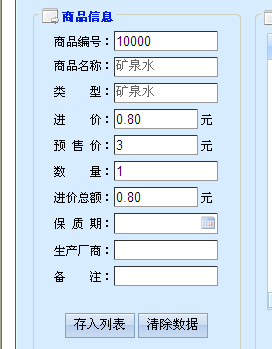 商品信息
商品编号：10000
商品名称：矿泉水
类　型：矿泉水
进　价：0.80 元
预 售 价：3 元
数　量：1
进价总额：0.80 元
保 质 期：
生产厂商：
备　注：
存入列表 清除数据